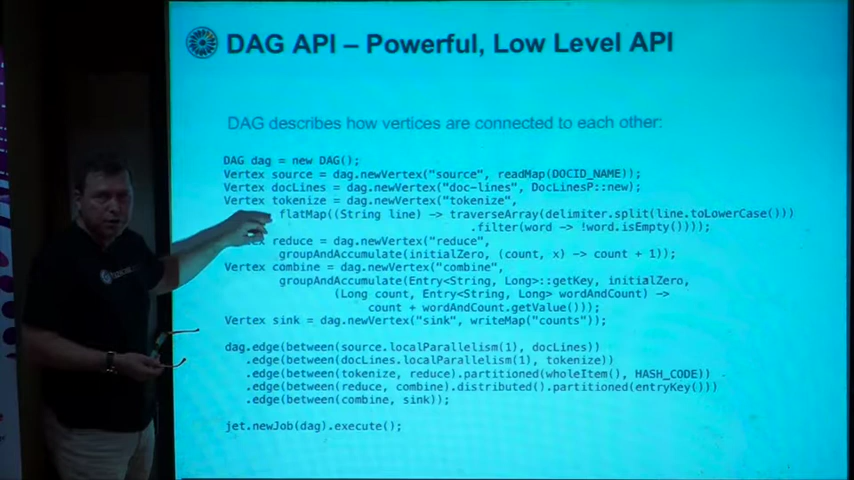 DAG API – Powerful, Low Level API
DAG describes how vertices are connected to each other:
DAG dag = new DAG();
Vertex source = dag.newVertex("source", readMap(DOCID_NAME));
Vertex docLines = dag.newVertex("doc-lines", DocLinesP::new);
Vertex tokenize = dag.newVertex("tokenize",
flatMap((String line) -> traverseArray(delimiter.split(line.toLowerCase()))
.filter(word -> !word.isEmpty())));
reduce = dag.newVertex("reduce",
groupAndAccumulate(initialZero, (count, x) -> count + 1));
Vertex combine = dag.newVertex("combine",
groupAndAccumulate(Entry<String, Long>::getKey, initialZero,
(Long count, Entry<String, Long> wordAndCount) ->
count + wordAndCount.getValue()));
Vertex sink = dag.newVertex("sink", writeMap("counts"));
dag.edge(between(source.localParallelism(1), docLines))
.edge(between(docLines.localParallelism(1), tokenize))
.edge(between(tokenize, reduce).partitioned(wholeItem(), HASH_CODE))
.edge(between(reduce, combine).distributed().partitioned(entryKey()))
.edge(between(combine, sink));
jet.newJob(dag).execute();